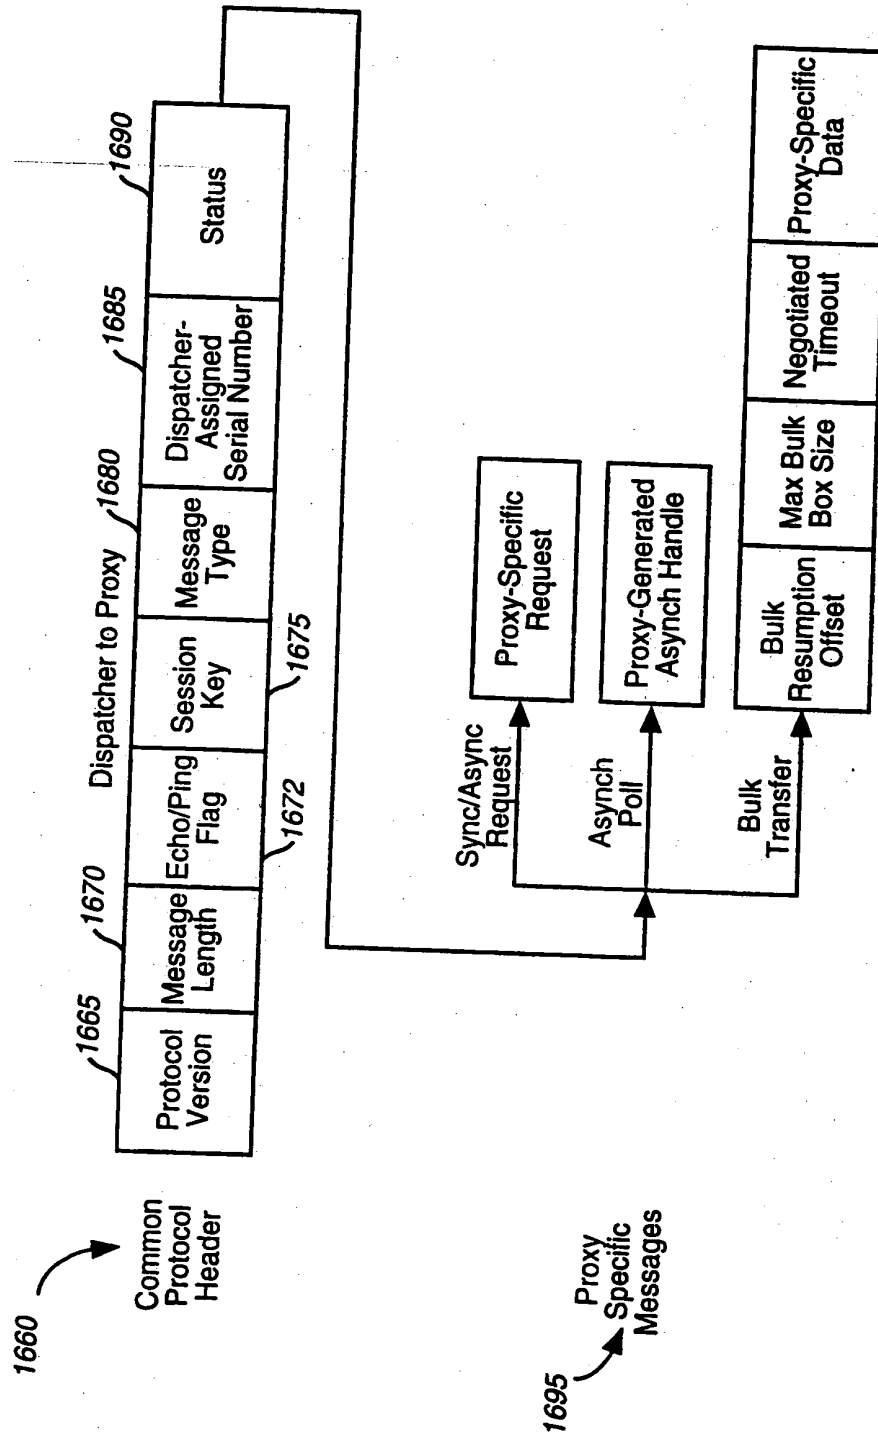 1660
Common
Protocol
Header
Dispatcher to Proxy
1665
1670
1680
1685
1690
Protocol
Version
Message
Length
Echo/Ping
Flag
Session
Key
Message
Type
Dispatcher-
Assigned
Serial Number
Status
1672
1675
1695
Proxy
Specific
Messages
Sync/Async
Request
Proxy-Specific
Request
Asynch
Poll
Proxy-Generated
Asynch Handle
Bulk
Transfer
Bulk
Resumption
Offset
Max Bulk
Box Size
Negotiated
Timeout
Proxy-Specific
Data